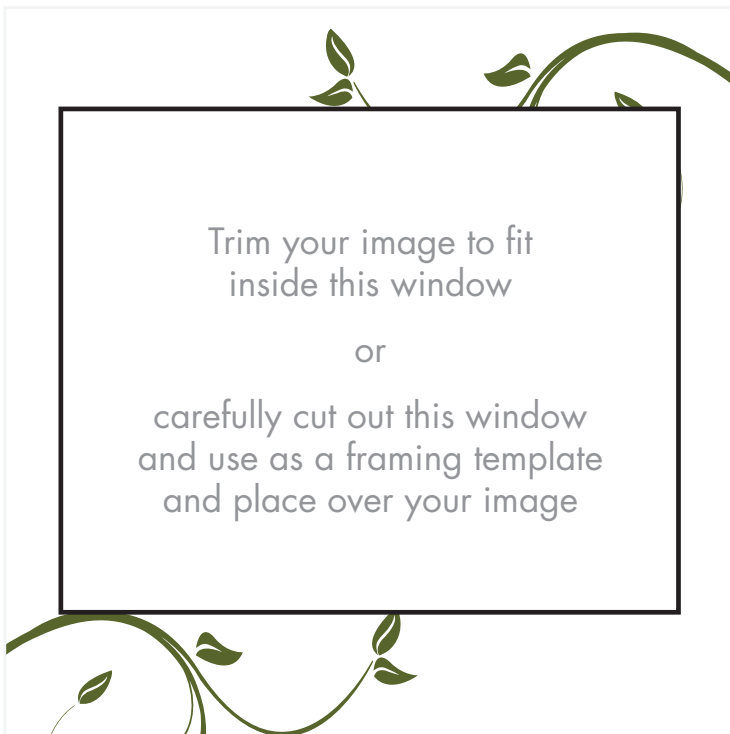 Trim your image to fit
inside this window
or
carefully cut out this window
and use as a framing template
and place over your image